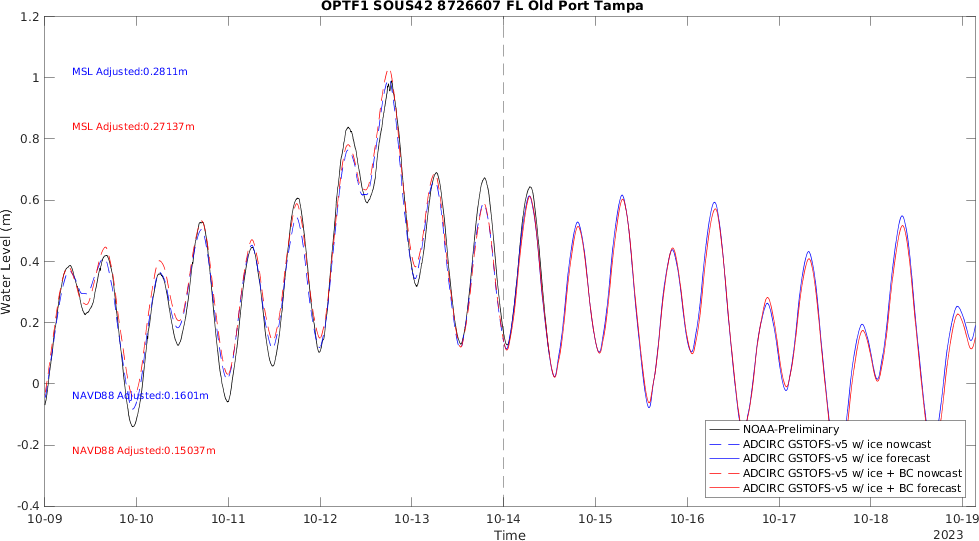 OPTF1 SOUS42 8726607 FL Old Port Tampa
1.2
1
0.8
0.6
0.4
0.2
0
-0.2
-0.4
Water Level (m)
MSL Adjusted:0.2811m
MSL Adjusted:0.27137m
NAVD88 Adjusted:0.1601m
NAVD88 Adjusted:0.15037m
NOAA-Preliminary
ADCIRC GSTOFS-v5 w/ ice nowcast
ADCIRC GSTOFS-v5 w/ ice forecast
ADCIRC GSTOFS-v5 w/ ice + BC nowcast
ADCIRC GSTOFS-v5 w/ ice + BC forecast
10-09 10-10 10-11 10-12 10-13 10-14 10-15 10-16 10-17 10-18 10-19
Time
2023